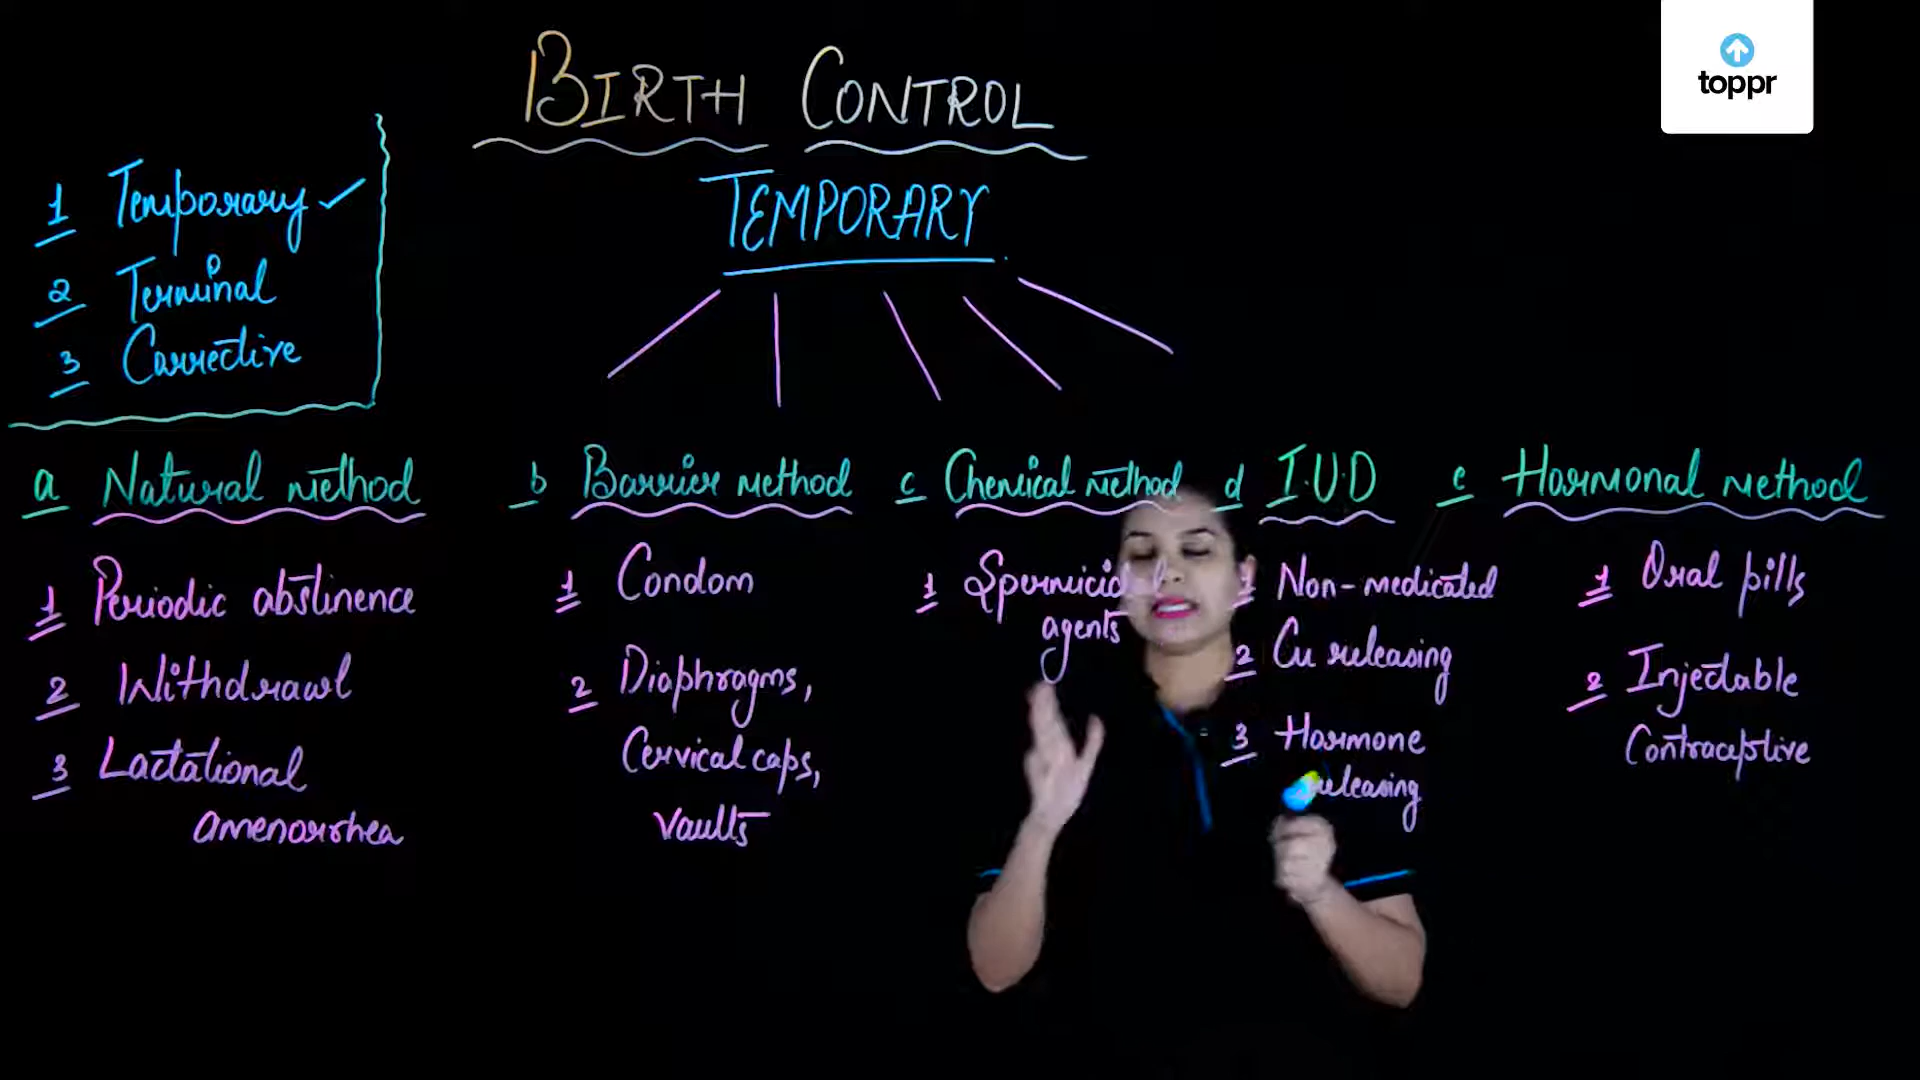 toppr
BIRTH CONTROL
1 Temporary ✓
2 Terminal
3 Corrective
TEMPORARY
a Natural method
1 Periodic abstinence
2 Withdrawl
3 Lactational
amenorrhea
b Barrier method
1 Condom
2 Diaphragms,
Cervical caps,
Vaults
c Chemical method
1 Spermicidal
agents
d I.U.D
1 Non-medicated
2 Cu releasing
3 Hormone
releasing
e Hormonal method
1 Oral pills
2 Injectable
Contraceptive